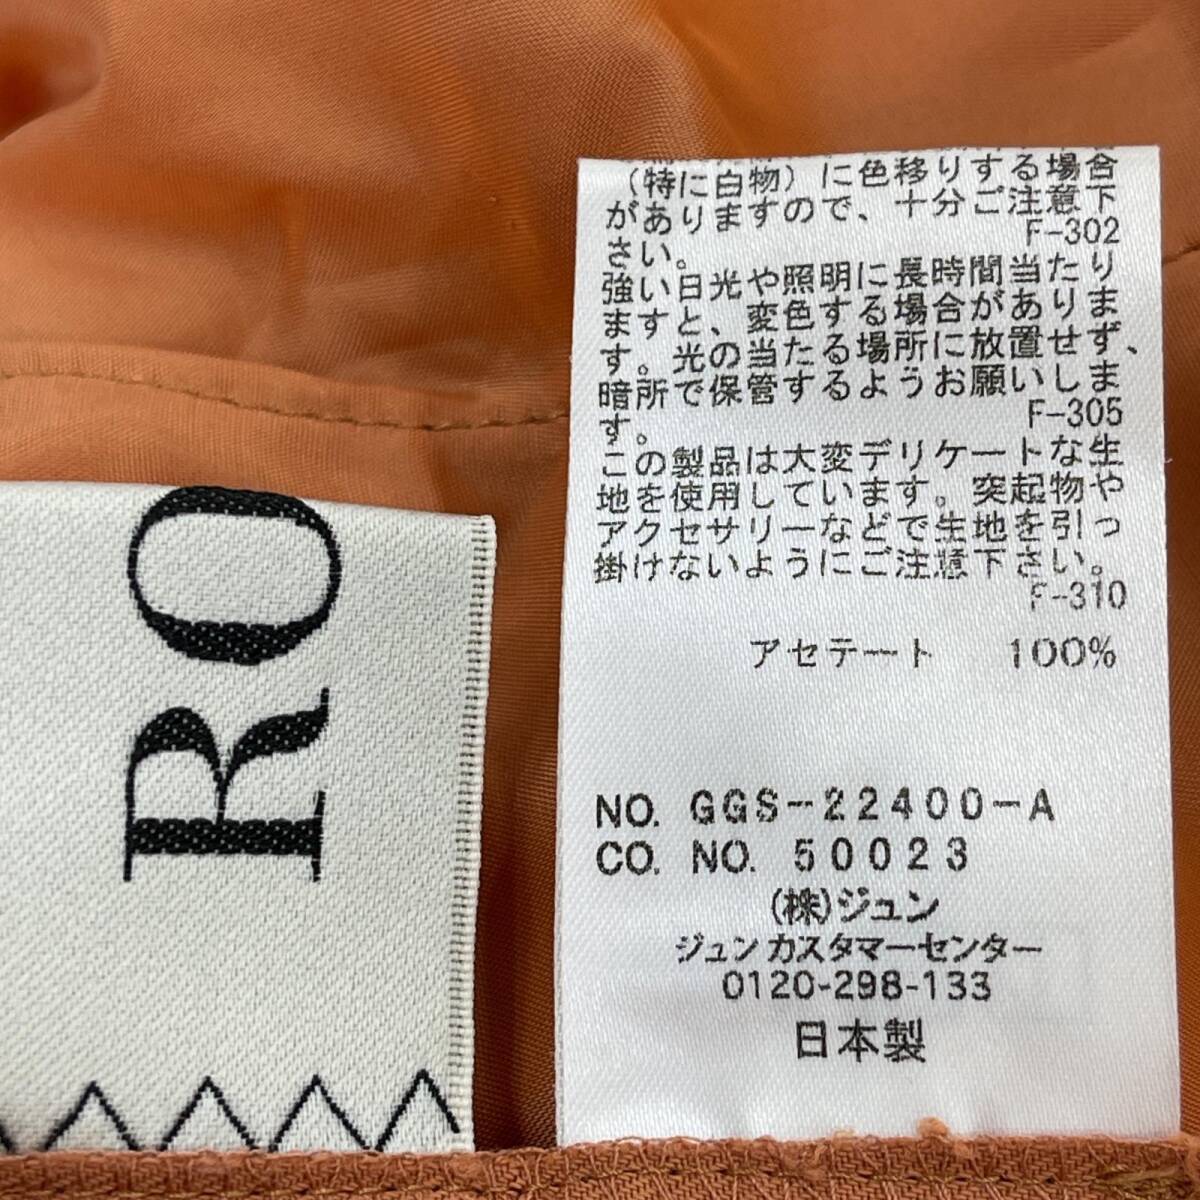 (特に白物)に色移りする場合
がありますので、十分ご注意下
さい。
F-302
強い日光や照明に長時間当たり
ますと、変色する場合がありま
す。光の当たる場所に放置せず、
暗所で保管するようお願いしま
す。
F-305
この製品は大変デリケートな生
地を使用しています。突起物や
アクセサリーなどで生地を引っ
掛けないようにご注意下さい。
F-310
アセテート 100%
NO. GGS-22400-A
CO. NO. 50023
(株)ジュン
ジュンカスタマーセンター
0120-298-133
日本製
RO